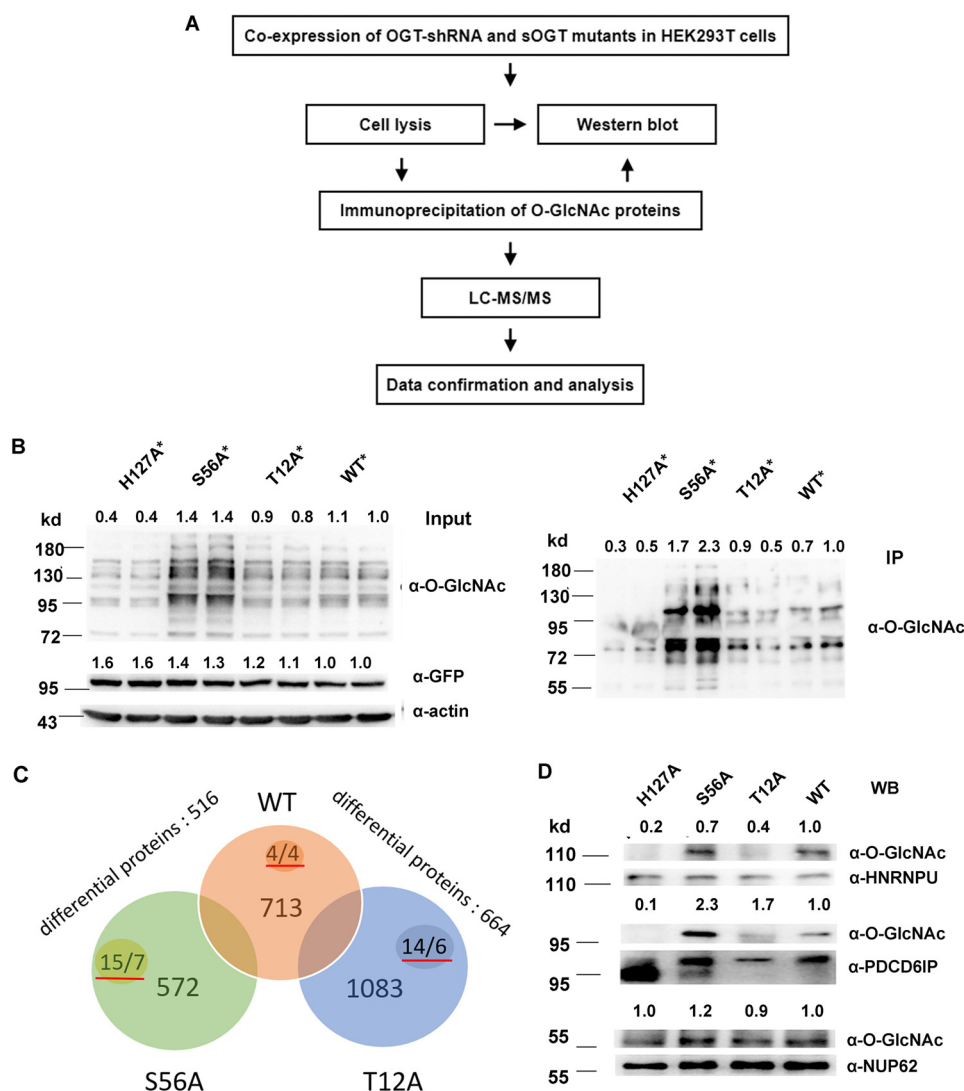 A
Co-expression of OGT-shRNA and sOGT mutants in HEK293T cells
Cell lysis
Western blot
Immunoprecipitation of O-GlcNAc proteins
LC-MS/MS
Data confirmation and analysis
B
H127A* S56A* T12A* WT*
kd 0.4 0.4 1.4 1.4 0.9 0.8 1.1 1.0 Input
180
130
95
72
α-O-GlcNAc
1.6 1.6 1.4 1.3 1.2 1.1 1.0 1.0
95
α-GFP
43
α-actin
H127A* S56A* T12A* WT*
kd 0.3 0.5 1.7 2.3 0.9 0.5 0.7 1.0 IP
180
130
95
72
55
α-O-GlcNAc
C
differential proteins : 516
WT
differential proteins : 664
4/4
713
15/7
572
14/6
1083
S56A
T12A
D
H127A S56A T12A WT WB
kd 0.2 0.7 0.4 1.0
110 α-O-GlcNAc
110 α-HNRNPU
0.1 2.3 1.7 1.0
95 α-O-GlcNAc
95 α-PDCD6IP
1.0 1.2 0.9 1.0
55 α-O-GlcNAc
55 α-NUP62